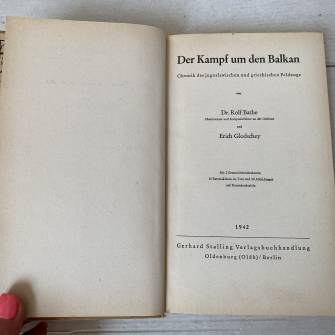 Der Kampf um den Balkan
Chronik des jugoslawischen und griechischen Feldzugs
von
Dr. Rolf Bathe
und
Erich Glodschey
1942
Gerhard Stalling Verlagsbuchhandlung
Oldenburg (Oldb)/Berlin